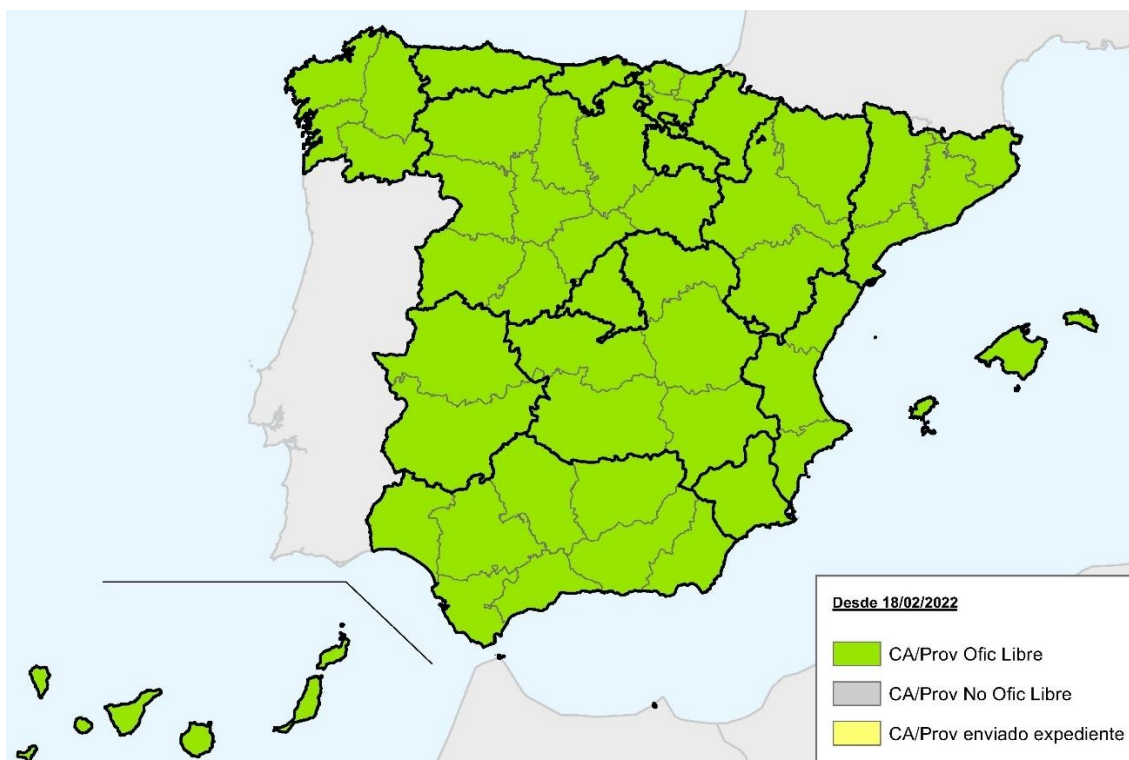 Desde 18/02/2022
CA/Prov Ofic Libre
CA/Prov No Ofic Libre
CA/Prov enviado expediente